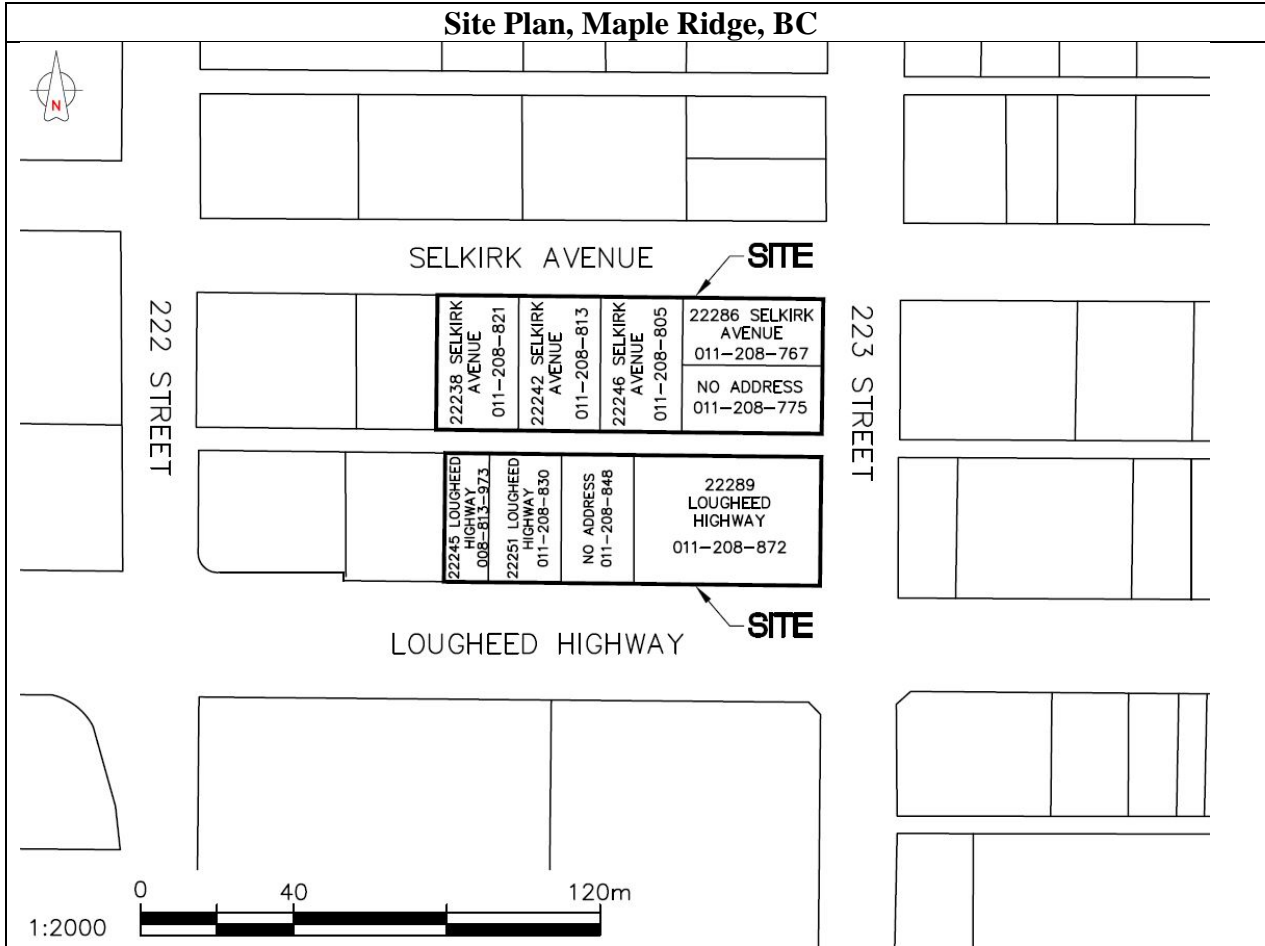 Site Plan, Maple Ridge, BC
N
SELKIRK AVENUE
SITE
222 STREET
22238 SELKIRK
AVENUE
011-208-821
22242 SELKIRK
AVENUE
011-208-813
22246 SELKIRK
AVENUE
011-208-805
22286 SELKIRK
AVENUE
011-208-767
NO ADDRESS
011-208-775
223 STREET
22245 LOUGHEED
HIGHWAY
008-813-973
22251 LOUGHEED
HIGHWAY
011-208-830
NO ADDRESS
011-208-848
22289
LOUGHEED
HIGHWAY
011-208-872
SITE
LOUGHEED HIGHWAY
0 40 120m
1:2000